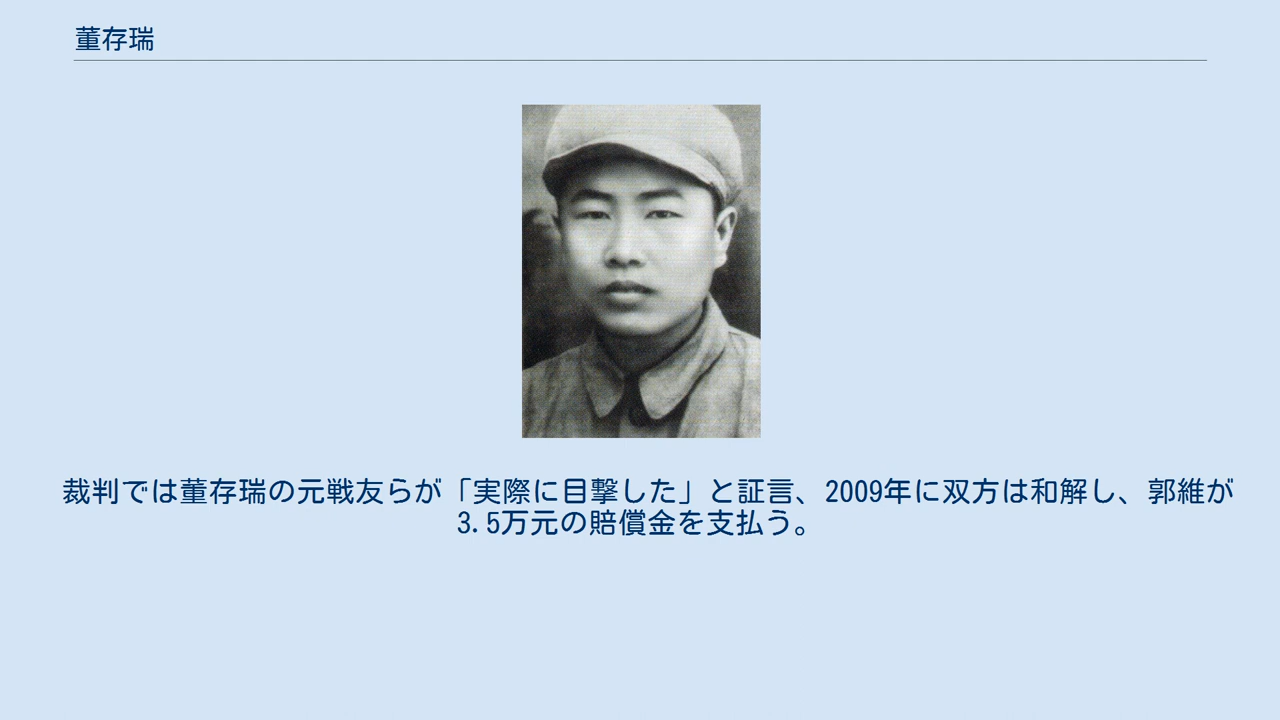 董存瑞
裁判では董存瑞の元戦友らが「実際に目撃した」と証言、2009年に双方は和解し、郭維が
3.5万元の賠償金を支払う。